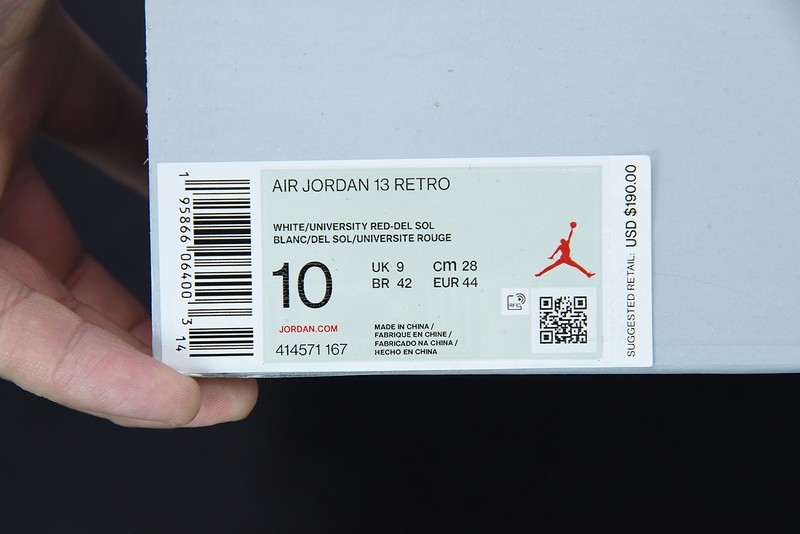 1 95866 06400 3 14
AIR JORDAN 13 RETRO
WHITE/UNIVERSITY RED-DEL SOL
BLANC/DEL SOL/UNIVERSITE ROUGE
10
UK 9 cm 28
BR 42 EUR 44
JORDAN.COM
414571 167
MADE IN CHINA /
FABRIQUE EN CHINE /
FABRICADO NA CHINA /
HECHO EN CHINA
RFID
SUGGESTED RETAIL: USD $190.00